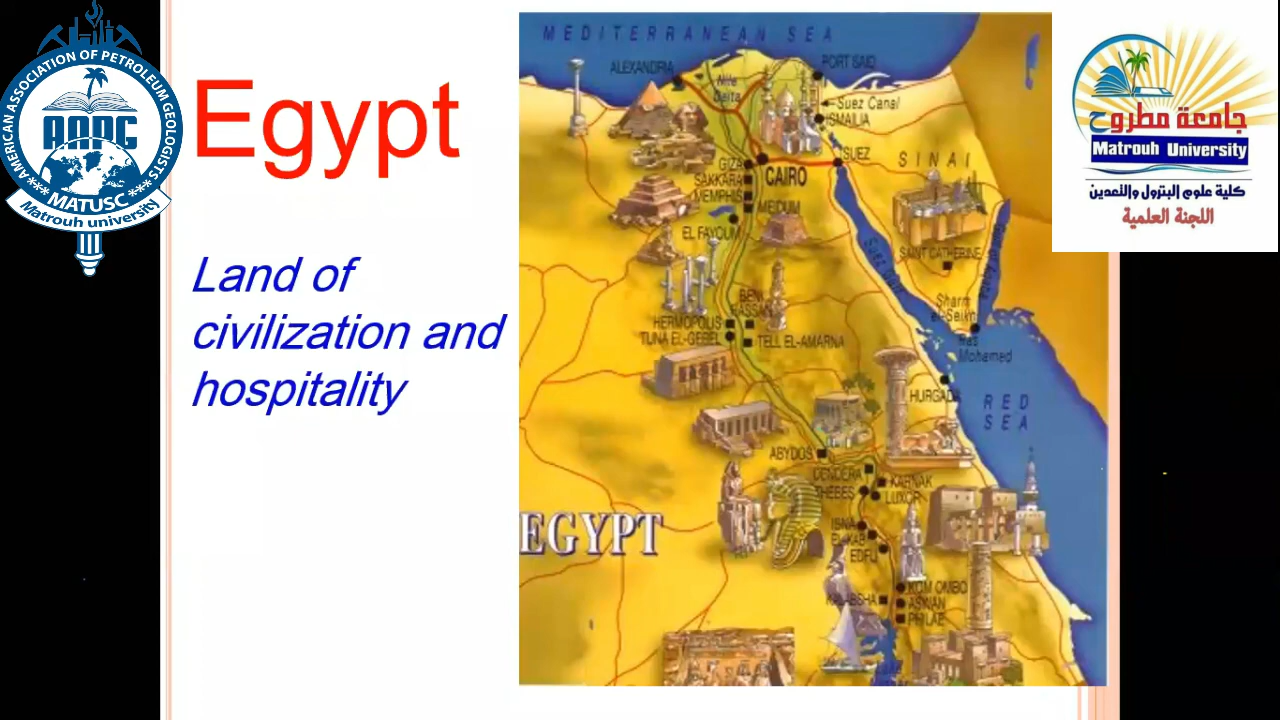 AMERICAN ASSOCIATION OF PETROLEUM GEOLOGISTS
AAPG
*** MATUSC ***
Matrouh university
Egypt
Land of
civilization and
hospitality
جامعة مطروح
Matrouh University
كلية علوم البترول والتعدين
اللجنة العلمية
MEDITERRANEAN SEA
ALEXANDRIA
PORT SAID
Nile
Delta
Suez Canal
ISMAILIA
GIZA
CAIRO
SUEZ
SINAI
SAKKARA
MEMPHIS
MEIDUM
EL FAYOUM
SAINT CATHERINE
BENI
HASSAN
HERMOPOLIS
TUNA EL-GEBEL
TELL EL-AMARNA
Sharm
el-Seikh
Ras
Mohamed
HURGADA
RED
SEA
ABYDOS
DENDERA
THEBES
KARNAK
LUXOR
EGYPT
ISNA
EL-KAB
EDFU
KOM OMBO
KALABSHA
ASWAN
PHILAE